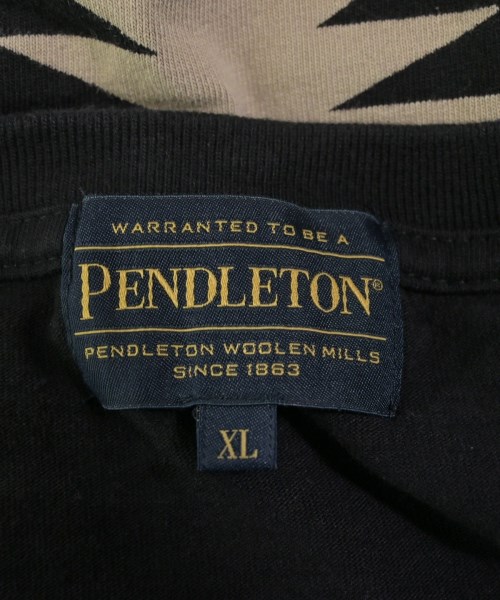 WARRANTED TO BE A
PENDLETON®
PENDLETON WOOLEN MILLS
SINCE 1863
XL